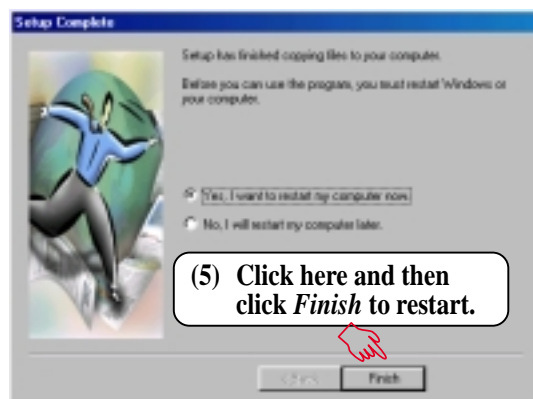 Setup Complete
Setup has finished copying files to your computer.
Before you can use the program, you must restart Windows or
your computer.
Yes, I want to restart my computer now.
No, I will restart my computer later.
(5) Click here and then
click Finish to restart.
< Back
Finish